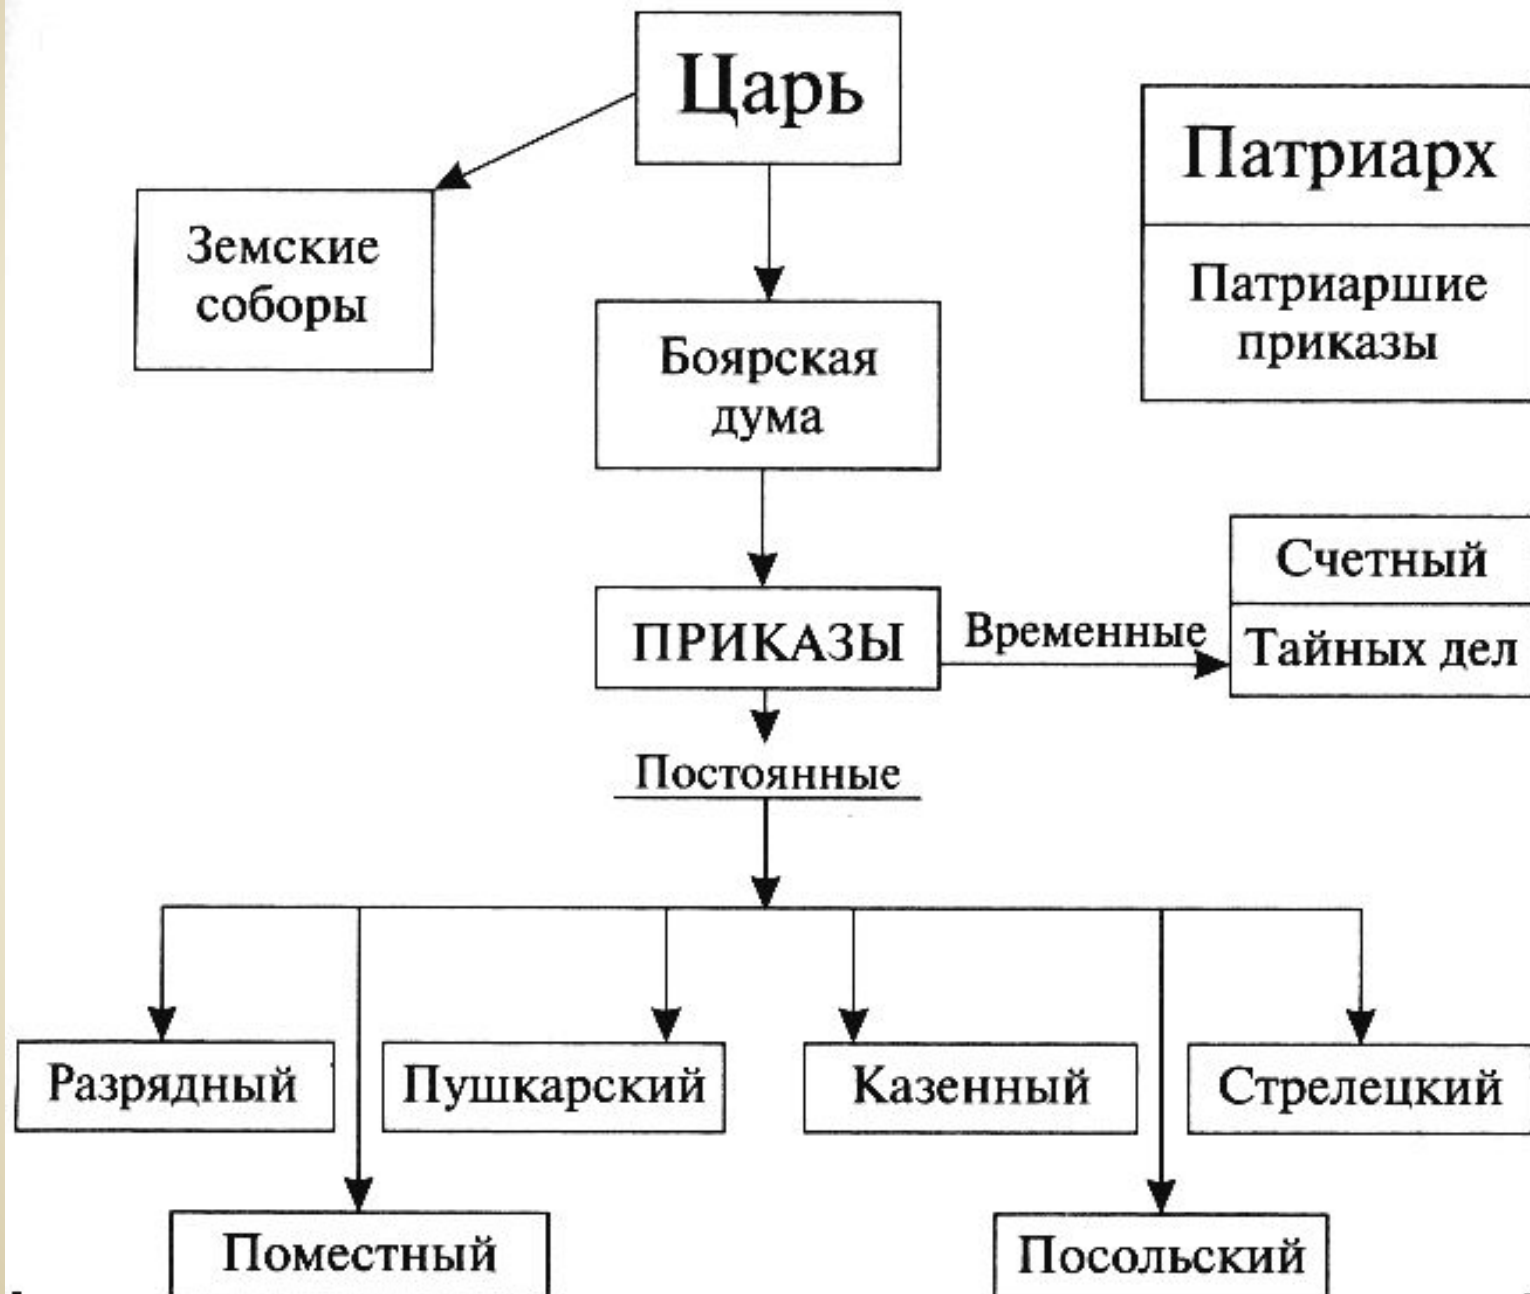 Царь
Патриарх
Земские
соборы
Патриаршие
приказы
Боярская
дума
Счетный
ПРИКАЗЫ
Временные
Тайных дел
Постоянные
Разрядный
Пушкарский
Казенный
Стрелецкий
Поместный
Посольский